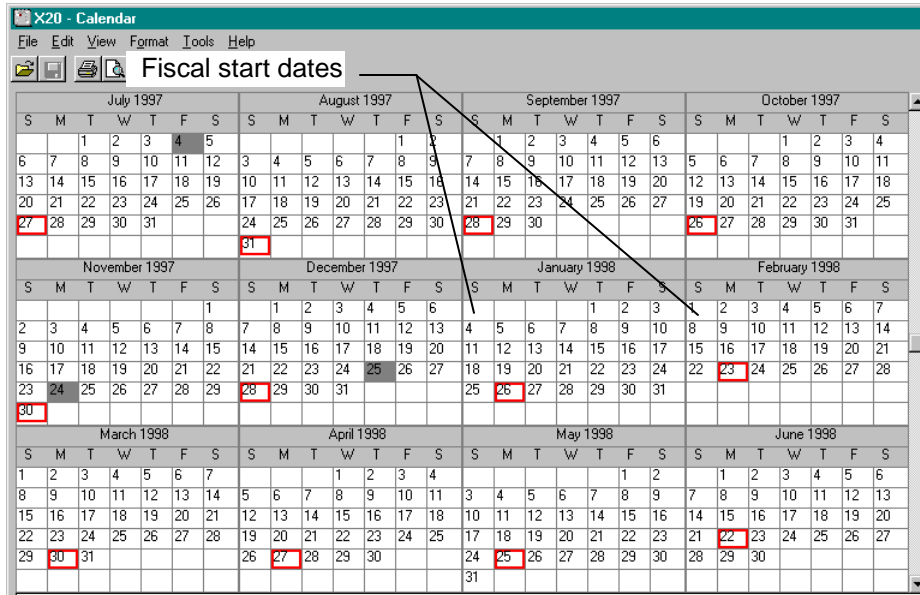 X20 - Calendar
File Edit View Format Tools Help
Fiscal start dates
July 1997
S M T W T F S
1 2 3 4 5
6 7 8 9 10 11 12
13 14 15 16 17 18 19
20 21 22 23 24 25 26
27 28 29 30 31
August 1997
S M T W T F S
1 2
3 4 5 6 7 8 9
10 11 12 13 14 15 16
17 18 19 20 21 22 23
24 25 26 27 28 29 30
31
September 1997
S M T W T F S
1 2 3 4 5 6
7 8 9 10 11 12 13
14 15 16 17 18 19 20
21 22 23 24 25 26 27
28 29 30
October 1997
S M T W T F S
1 2 3 4
5 6 7 8 9 10 11
12 13 14 15 16 17 18
19 20 21 22 23 24 25
26 27 28 29 30 31
November 1997
S M T W T F S
1
2 3 4 5 6 7 8
9 10 11 12 13 14 15
16 17 18 19 20 21 22
23 24 25 26 27 28 29
30
December 1997
S M T W T F S
1 2 3 4 5 6
7 8 9 10 11 12 13
14 15 16 17 18 19 20
21 22 23 24 25 26 27
28 29 30 31
January 1998
S M T W T F S
1 2 3
4 5 6 7 8 9 10
11 12 13 14 15 16 17
18 19 20 21 22 23 24
25 26 27 28 29 30 31
February 1998
S M T W T F S
1 2 3 4 5 6 7
8 9 10 11 12 13 14
15 16 17 18 19 20 21
22 23 24 25 26 27 28
March 1998
S M T W T F S
1 2 3 4 5 6 7
8 9 10 11 12 13 14
15 16 17 18 19 20 21
22 23 24 25 26 27 28
29 30 31
April 1998
S M T W T F S
1 2 3 4
5 6 7 8 9 10 11
12 13 14 15 16 17 18
19 20 21 22 23 24 25
26 27 28 29 30
May 1998
S M T W T F S
1 2
3 4 5 6 7 8 9
10 11 12 13 14 15 16
17 18 19 20 21 22 23
24 25 26 27 28 29 30
31
June 1998
S M T W T F S
1 2 3 4 5 6
7 8 9 10 11 12 13
14 15 16 17 18 19 20
21 22 23 24 25 26 27
28 29 30